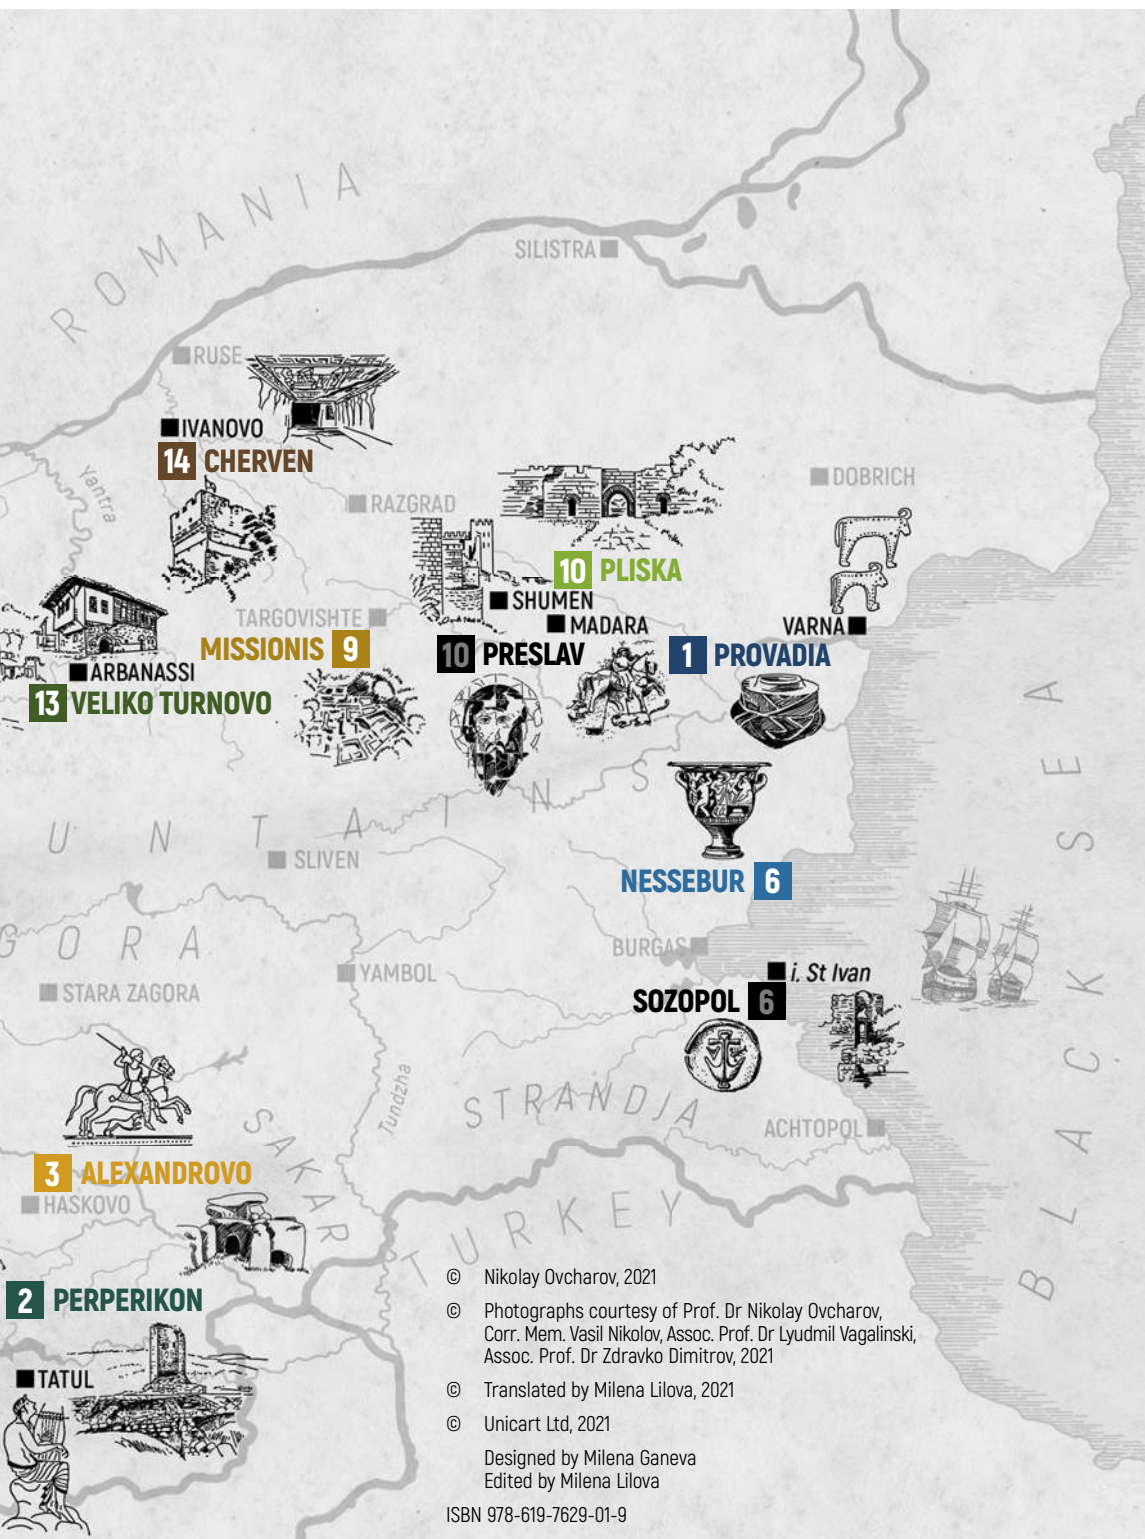 ROMANIA
SILISTRA
RUSE
IVANOVO
14 CHERVEN
Yantra
RAZGRAD
DOBRICH
10 PLISKA
SHUMEN
MADARA
VARNA
TARGOVISHTE
MISSIONIS 9
10 PRESLAV
1 PROVADIA
ARBANASSI
13 VELIKO TURNOVO
UNTAINS
SLIVEN
NESSEBUR 6
GORA
BURGAS
YAMBOL
i. St Ivan
STARA ZAGORA
SOZOPOL 6
BLACK SEA
Tundzha
STRANDJA
ACHTOPOL
SAKAR
3 ALEXANDROVO
HASKOVO
TURKEY
2 PERPERIKON
TATUL
© Nikolay Ovcharov, 2021
© Photographs courtesy of Prof. Dr Nikolay Ovcharov,
Corr. Mem. Vasil Nikolov, Assoc. Prof. Dr Lyudmil Vagalinski,
Assoc. Prof. Dr Zdravko Dimitrov, 2021
© Translated by Milena Lilova, 2021
© Unicart Ltd, 2021
Designed by Milena Ganeva
Edited by Milena Lilova
ISBN 978-619-7629-01-9